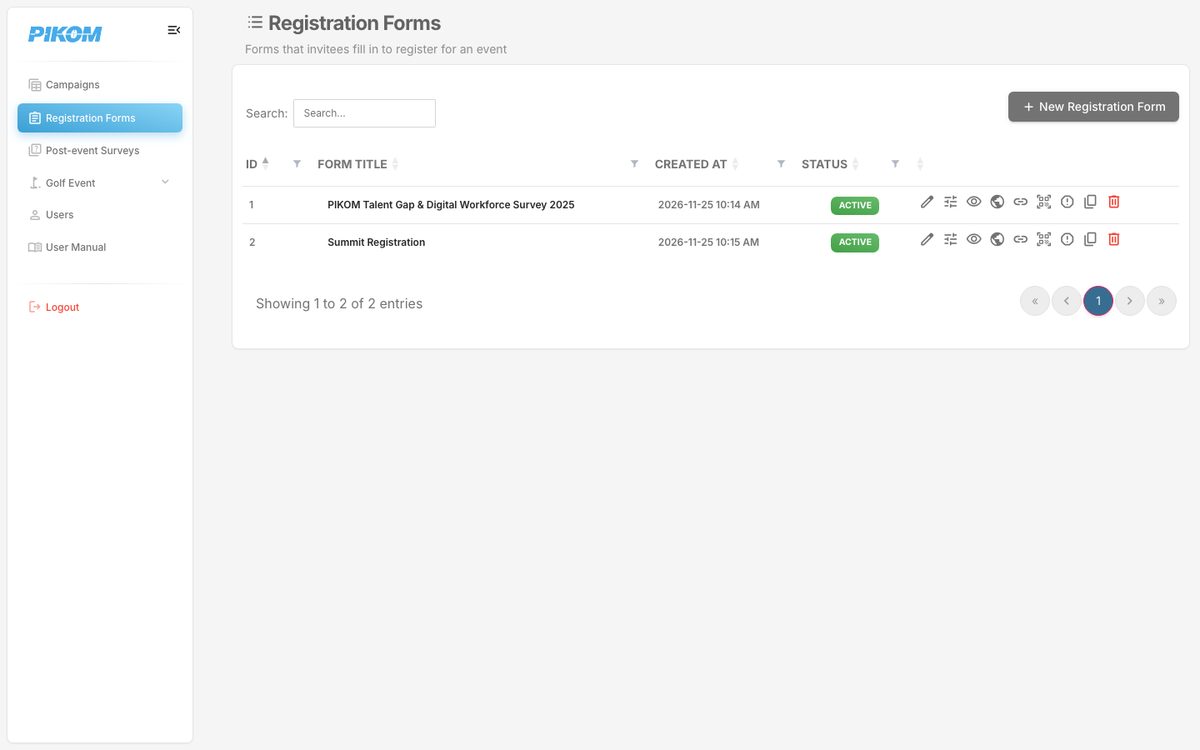 PIKOM
Campaigns
Registration Forms
Post-event Surveys
Golf Event
Users
User Manual
Logout
Registration Forms
Forms that invitees fill in to register for an event
Search: Search...
+ New Registration Form
ID FORM TITLE CREATED AT STATUS
1 PIKOM Talent Gap & Digital Workforce Survey 2025 2026-11-25 10:14 AM ACTIVE
2 Summit Registration 2026-11-25 10:15 AM ACTIVE
Showing 1 to 2 of 2 entries
« ‹ 1 › »